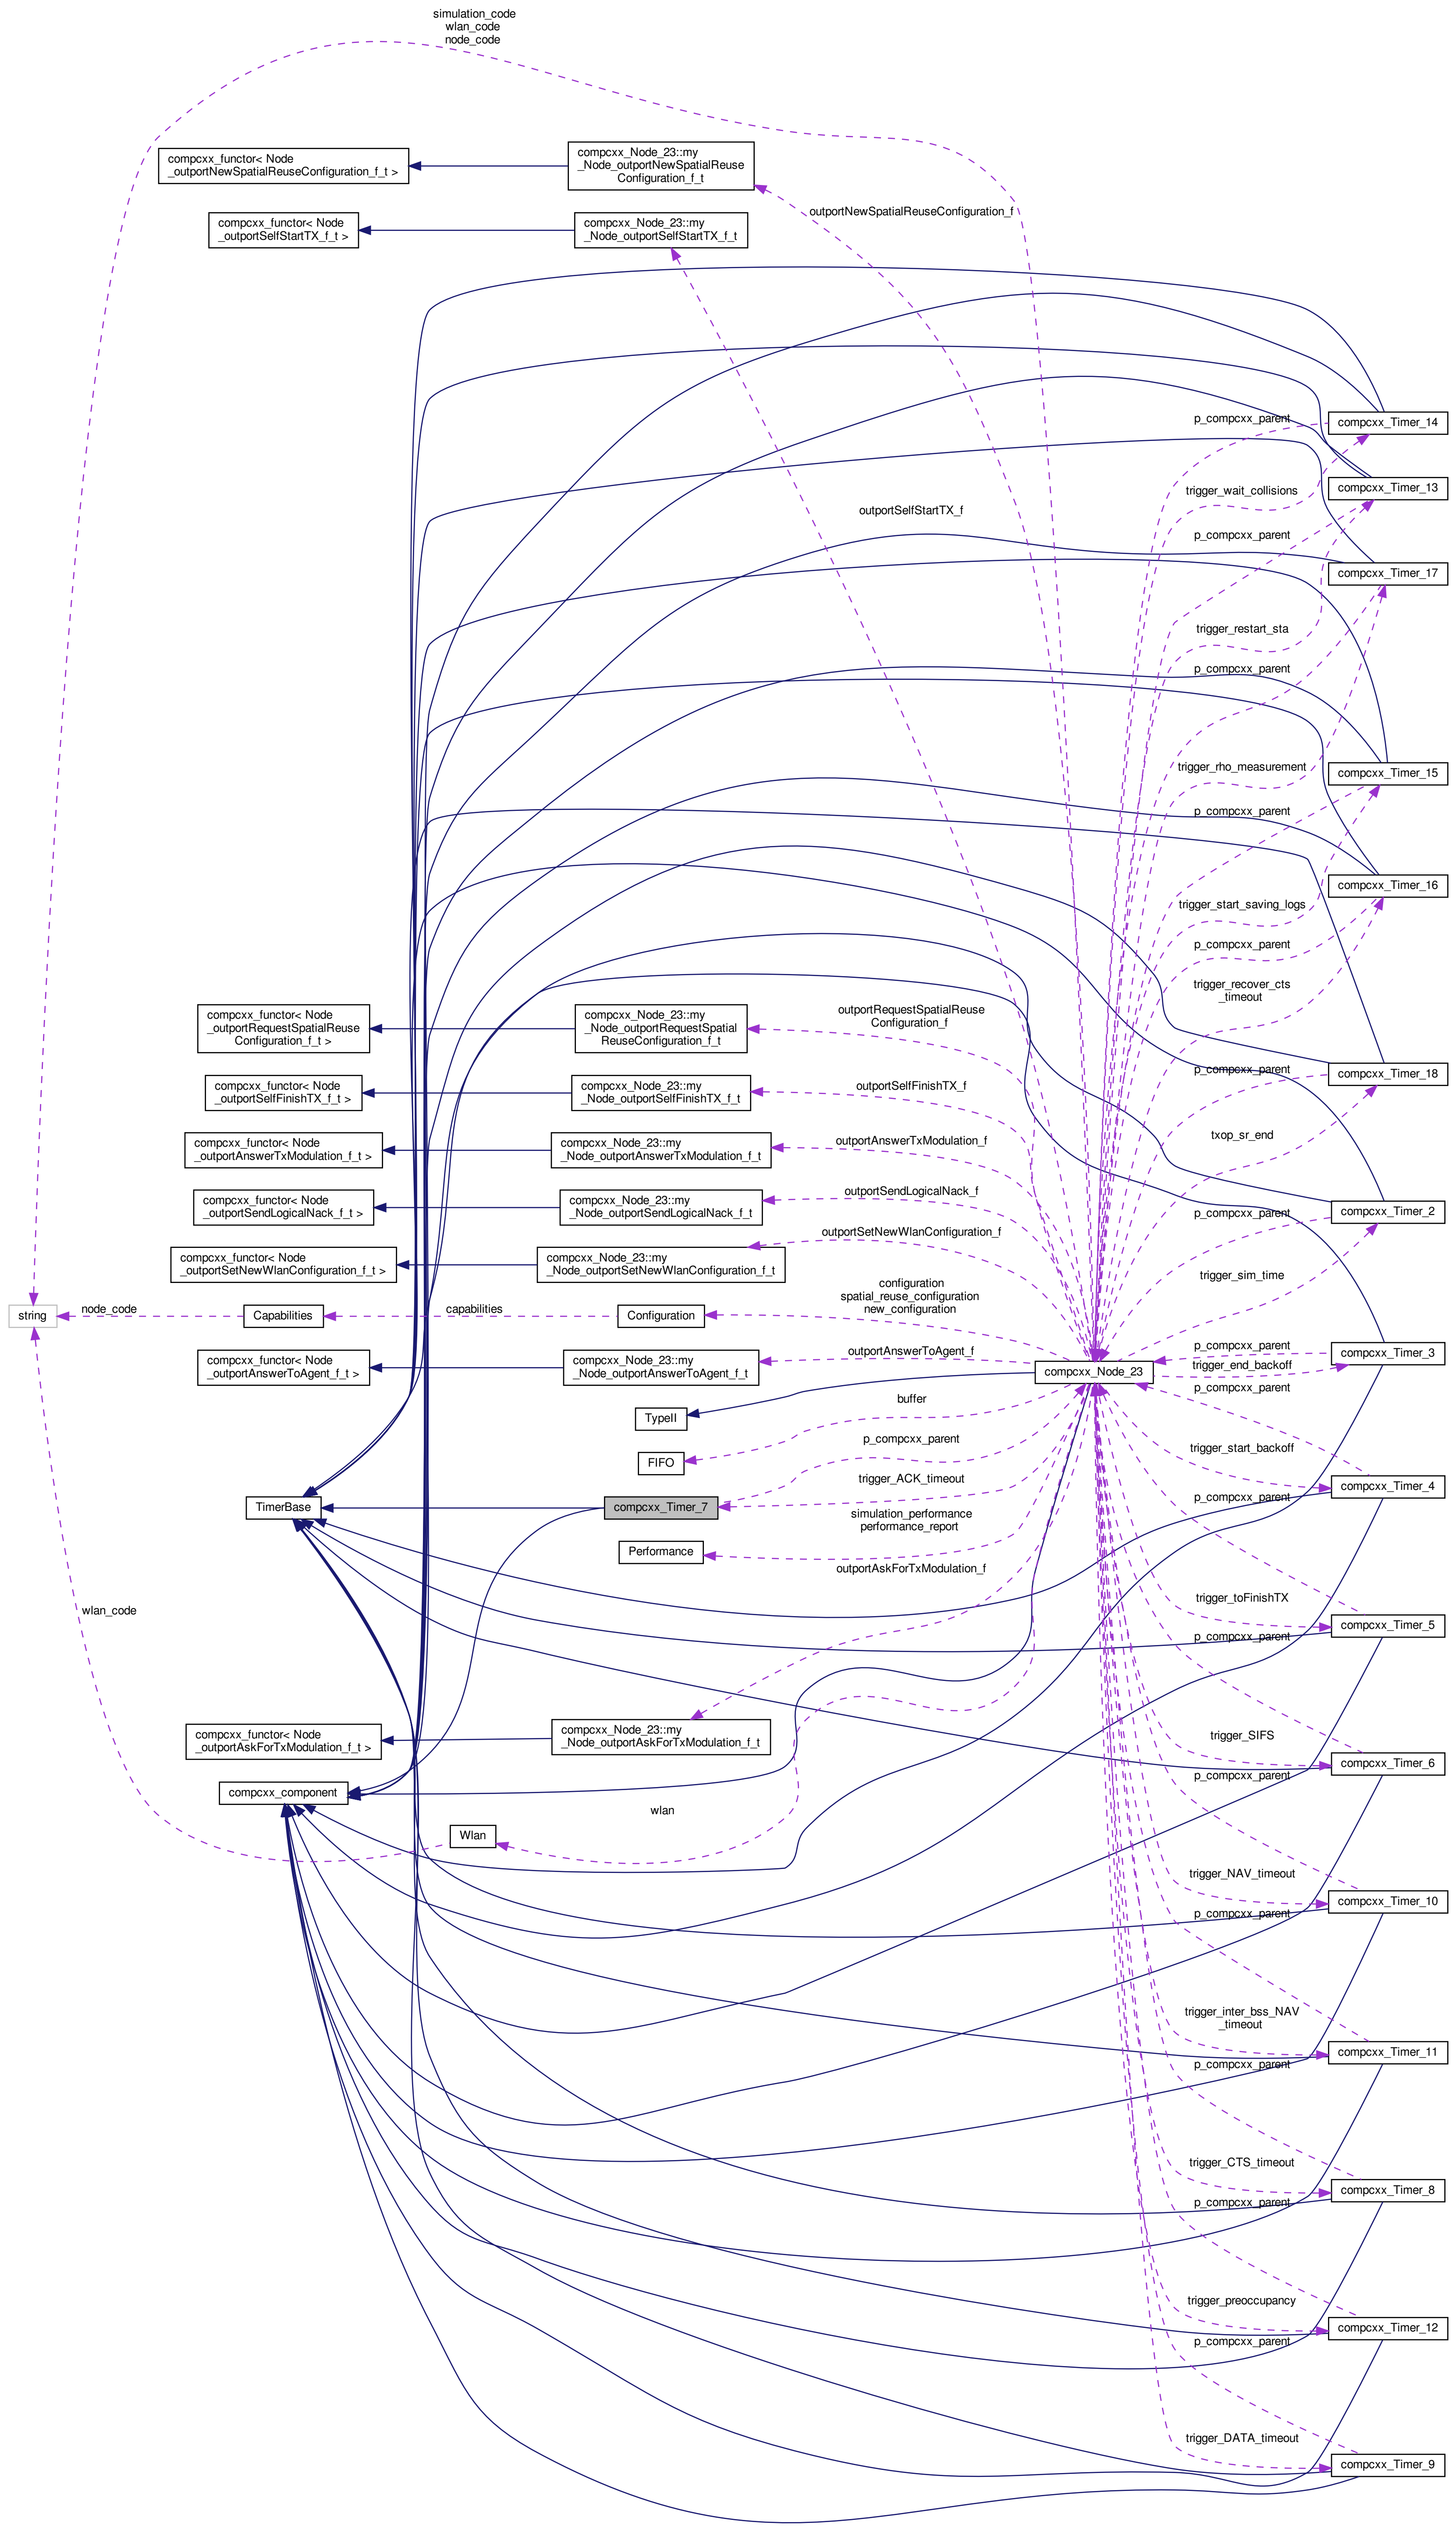 simulation_code
wlan_code
node_code
compcxx_functor< Node
_outportNewSpatialReuseConfiguration_f_t >
compcxx_Node_23::my
_Node_outportNewSpatialReuse
Configuration_f_t
outportNewSpatialReuseConfiguration_f
compcxx_functor< Node
_outportSelfStartTX_f_t >
compcxx_Node_23::my
_Node_outportSelfStartTX_f_t
p_compcxx_parent
compcxx_Timer_14
trigger_wait_collisions
compcxx_Timer_13
outportSelfStartTX_f
p_compcxx_parent
compcxx_Timer_17
trigger_restart_sta
p_compcxx_parent
trigger_rho_measurement
compcxx_Timer_15
p_compcxx_parent
compcxx_Timer_16
trigger_start_saving_logs
p_compcxx_parent
trigger_recover_cts
_timeout
compcxx_functor< Node
_outportRequestSpatialReuse
Configuration_f_t >
compcxx_Node_23::my
_Node_outportRequestSpatial
ReuseConfiguration_f_t
outportRequestSpatialReuse
Configuration_f
p_compcxx_parent
compcxx_Timer_18
compcxx_functor< Node
_outportSelfFinishTX_f_t >
compcxx_Node_23::my
_Node_outportSelfFinishTX_f_t
outportSelfFinishTX_f
txop_sr_end
compcxx_functor< Node
_outportAnswerTxModulation_f_t >
compcxx_Node_23::my
_Node_outportAnswerTxModulation_f_t
outportAnswerTxModulation_f
compcxx_functor< Node
_outportSendLogicalNack_f_t >
compcxx_Node_23::my
_Node_outportSendLogicalNack_f_t
outportSendLogicalNack_f
p_compcxx_parent
compcxx_Timer_2
compcxx_functor< Node
_outportSetNewWlanConfiguration_f_t >
compcxx_Node_23::my
_Node_outportSetNewWlanConfiguration_f_t
outportSetNewWlanConfiguration_f
trigger_sim_time
string
node_code
Capabilities
capabilities
Configuration
configuration
spatial_reuse_configuration
new_configuration
compcxx_functor< Node
_outportAnswerToAgent_f_t >
compcxx_Node_23::my
_Node_outportAnswerToAgent_f_t
outportAnswerToAgent_f
compcxx_Node_23
p_compcxx_parent
trigger_end_backoff
compcxx_Timer_3
p_compcxx_parent
TypeII
buffer
FIFO
p_compcxx_parent
trigger_start_backoff
compcxx_Timer_4
TimerBase
compcxx_Timer_7
trigger_ACK_timeout
p_compcxx_parent
Performance
simulation_performance
performance_report
outportAskForTxModulation_f
trigger_toFinishTX
wlan_code
compcxx_Timer_5
p_compcxx_parent
compcxx_functor< Node
_outportAskForTxModulation_f_t >
compcxx_Node_23::my
_Node_outportAskForTxModulation_f_t
trigger_SIFS
compcxx_Timer_6
p_compcxx_parent
compcxx_component
wlan
Wlan
trigger_NAV_timeout
compcxx_Timer_10
p_compcxx_parent
trigger_inter_bss_NAV
_timeout
compcxx_Timer_11
p_compcxx_parent
trigger_CTS_timeout
compcxx_Timer_8
p_compcxx_parent
trigger_preoccupancy
compcxx_Timer_12
p_compcxx_parent
trigger_DATA_timeout
compcxx_Timer_9